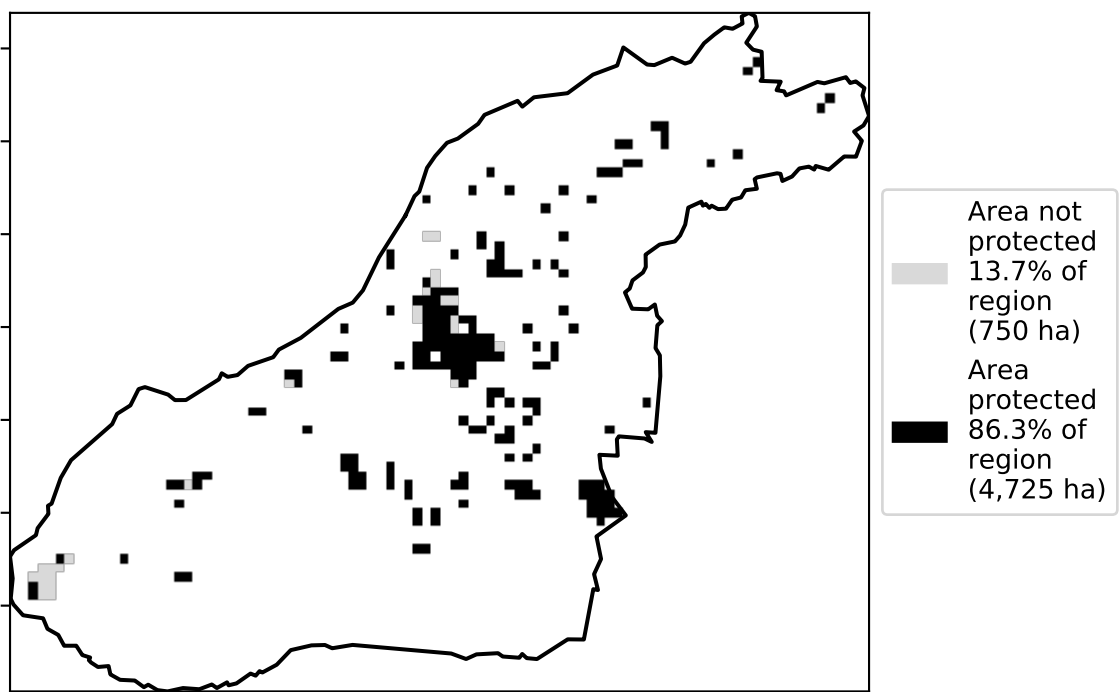 Area not
protected
13.7% of
region
(750 ha)
Area
protected
86.3% of
region
(4,725 ha)